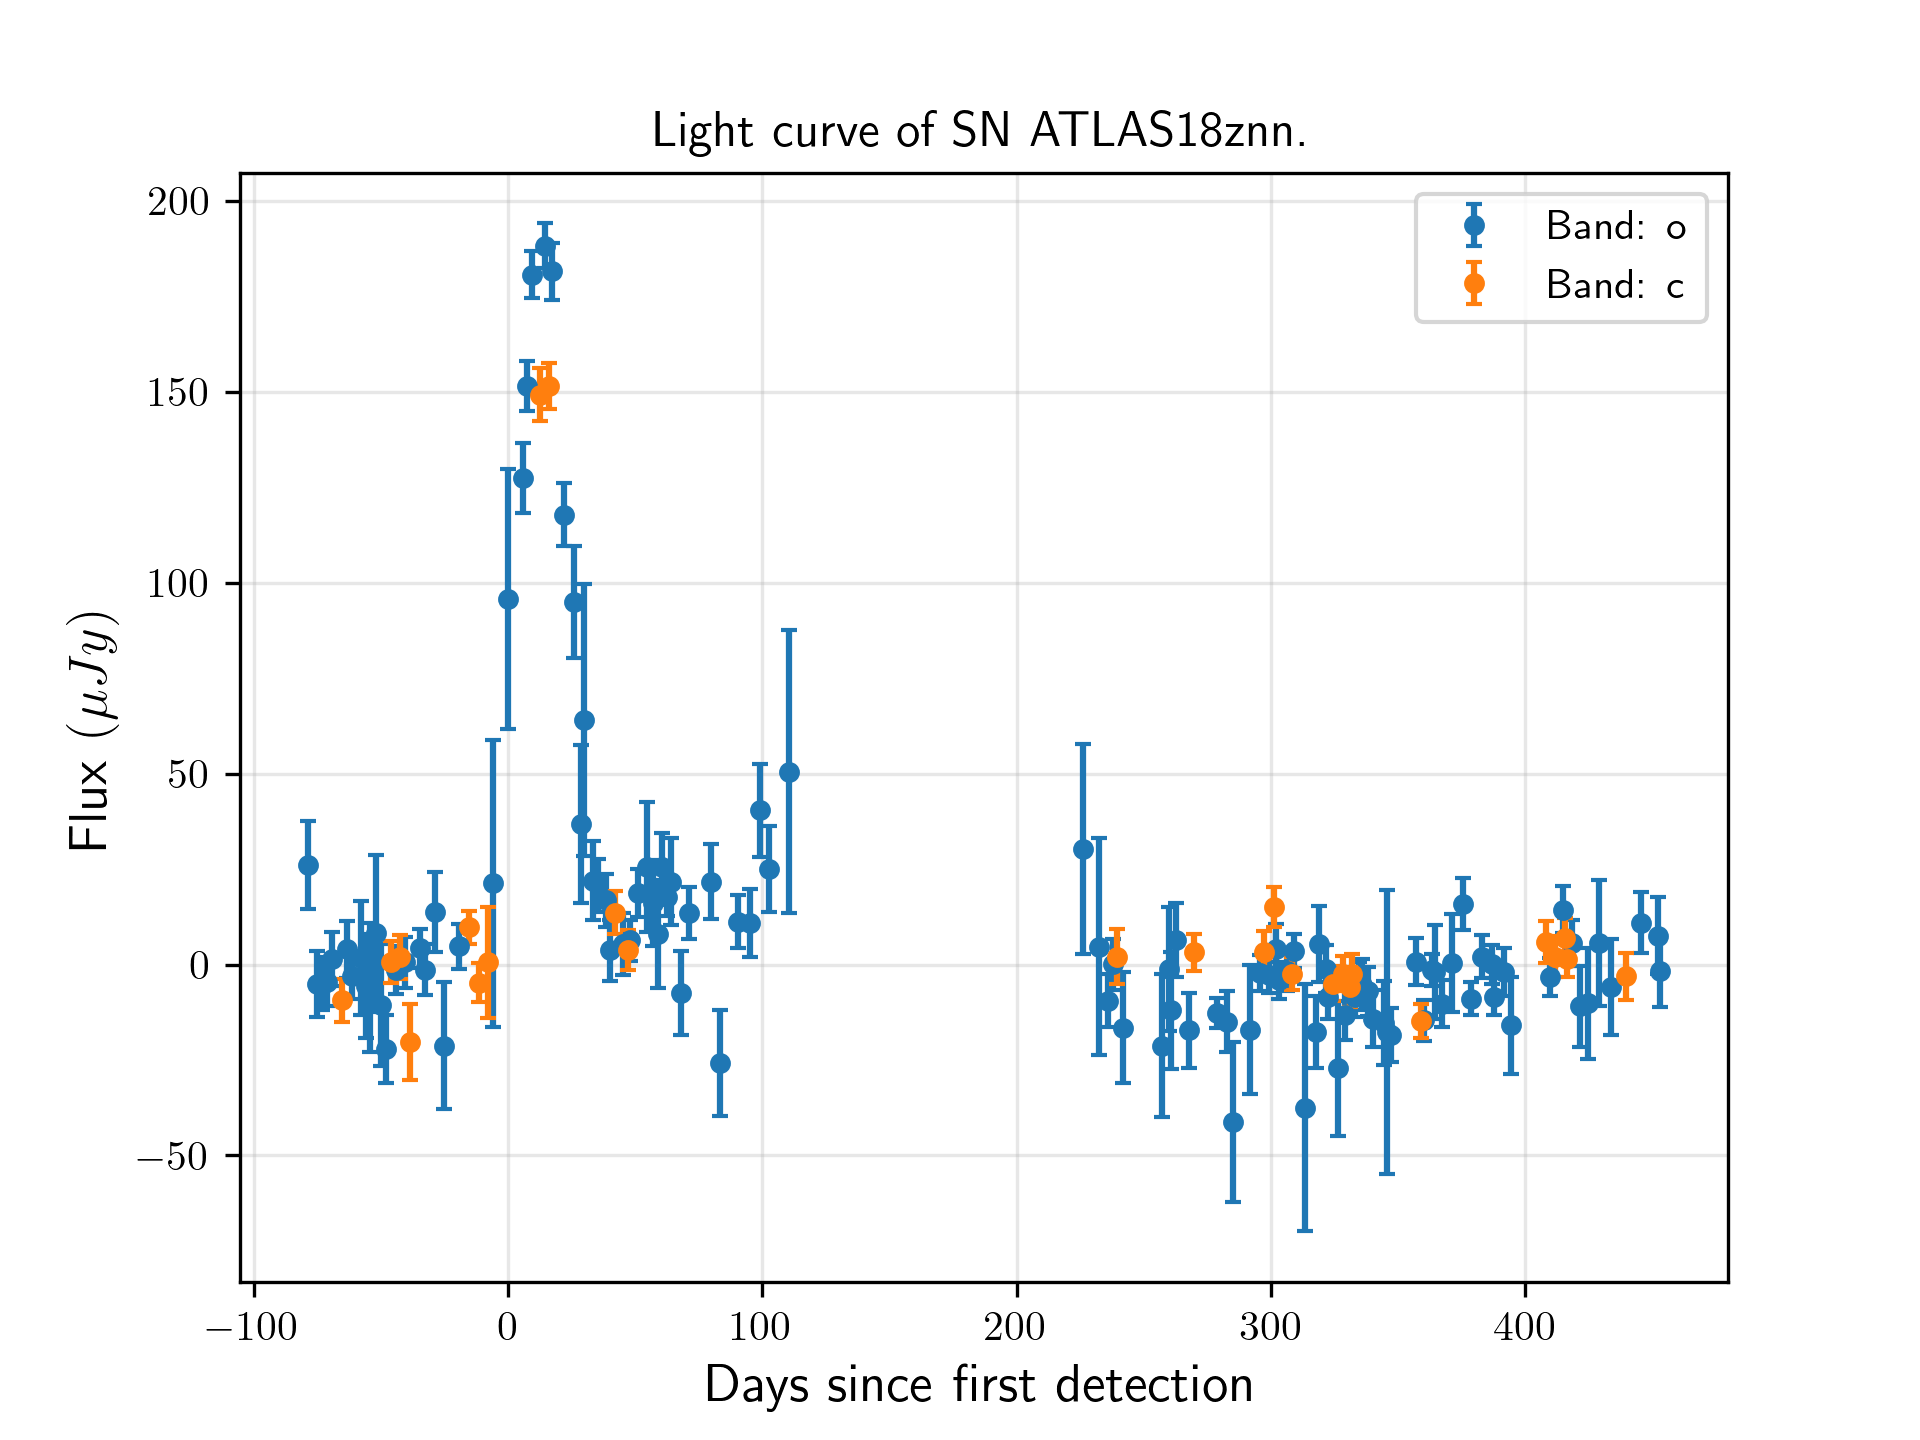 Light curve of SN ATLAS18znn.
200
150
100
50
0
−50
Flux (μJy)
Band: o
Band: c
−100 0 100 200 300 400
Days since first detection